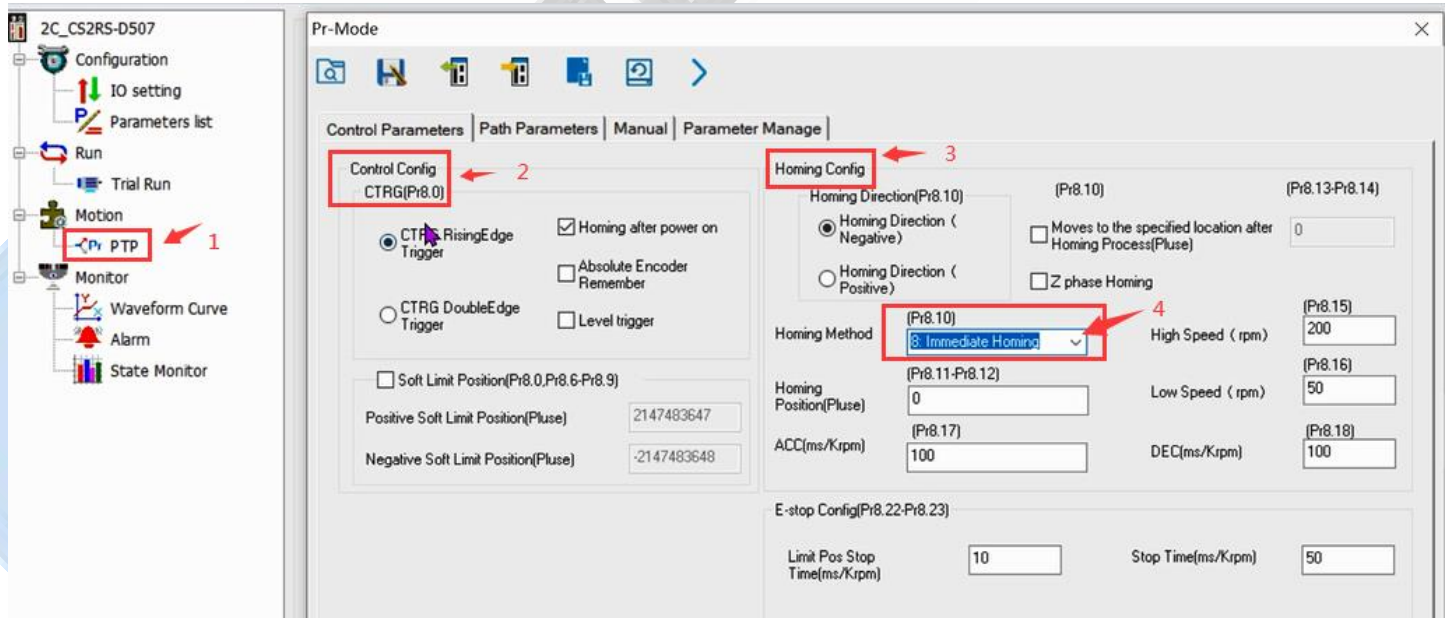 2C_CS2RS-D507
Configuration
IO setting
Parameters list
Run
Trial Run
Motion
PTP
1
Monitor
Waveform Curve
Alarm
State Monitor
Pr-Mode
Control Parameters Path Parameters Manual Parameter Manage
Control Config
2
CTRG(Pr8.0)
CTRG RisingEdge
Trigger
Homing after power on
Absolute Encoder
Remember
CTRG DoubleEdge
Trigger
Level trigger
Soft Limit Position(Pr8.0,Pr8.6-Pr8.9)
Positive Soft Limit Position(Pluse) 2147483647
Negative Soft Limit Position(Pluse) -2147483648
Homing Config
3
Homing Direction(Pr8.10)
Homing Direction (
Negative)
Homing Direction (
Positive)
(Pr8.10) (Pr8.13-Pr8.14)
Moves to the specified location after
Homing Process(Pluse)
0
Z phase Homing
4
(Pr8.10) (Pr8.15)
Homing Method 8: Immediate Homing High Speed (rpm) 200
(Pr8.11-Pr8.12) (Pr8.16)
Homing
Position(Pluse)
0
Low Speed (rpm) 50
(Pr8.17) (Pr8.18)
ACC(ms/Krpm) 100 DEC(ms/Krpm) 100
E-stop Config(Pr8.22-Pr8.23)
Limit Pos Stop
Time(ms/Krpm)
10
Stop Time(ms/Krpm) 50